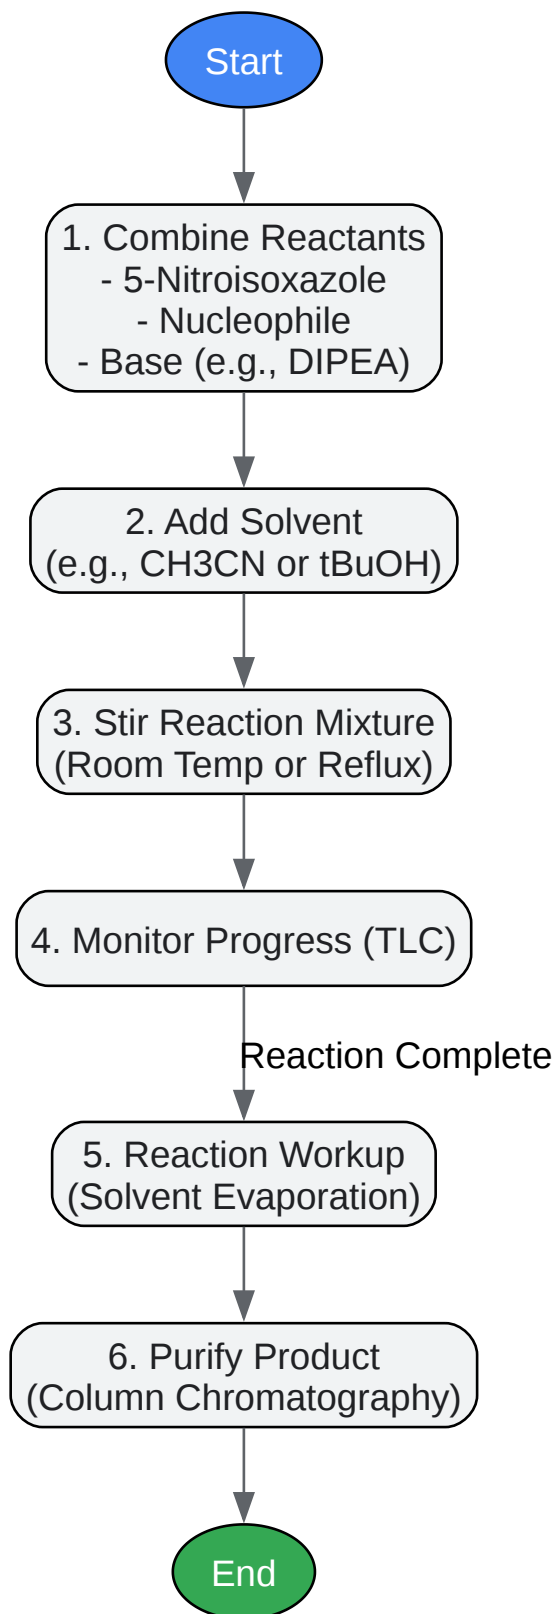 Start
1. Combine Reactants
- 5-Nitroisoxazole
- Nucleophile
- Base (e.g., DIPEA)
2. Add Solvent
(e.g., CH3CN or tBuOH)
3. Stir Reaction Mixture
(Room Temp or Reflux)
4. Monitor Progress (TLC)
Reaction Complete
5. Reaction Workup
(Solvent Evaporation)
6. Purify Product
(Column Chromatography)
End